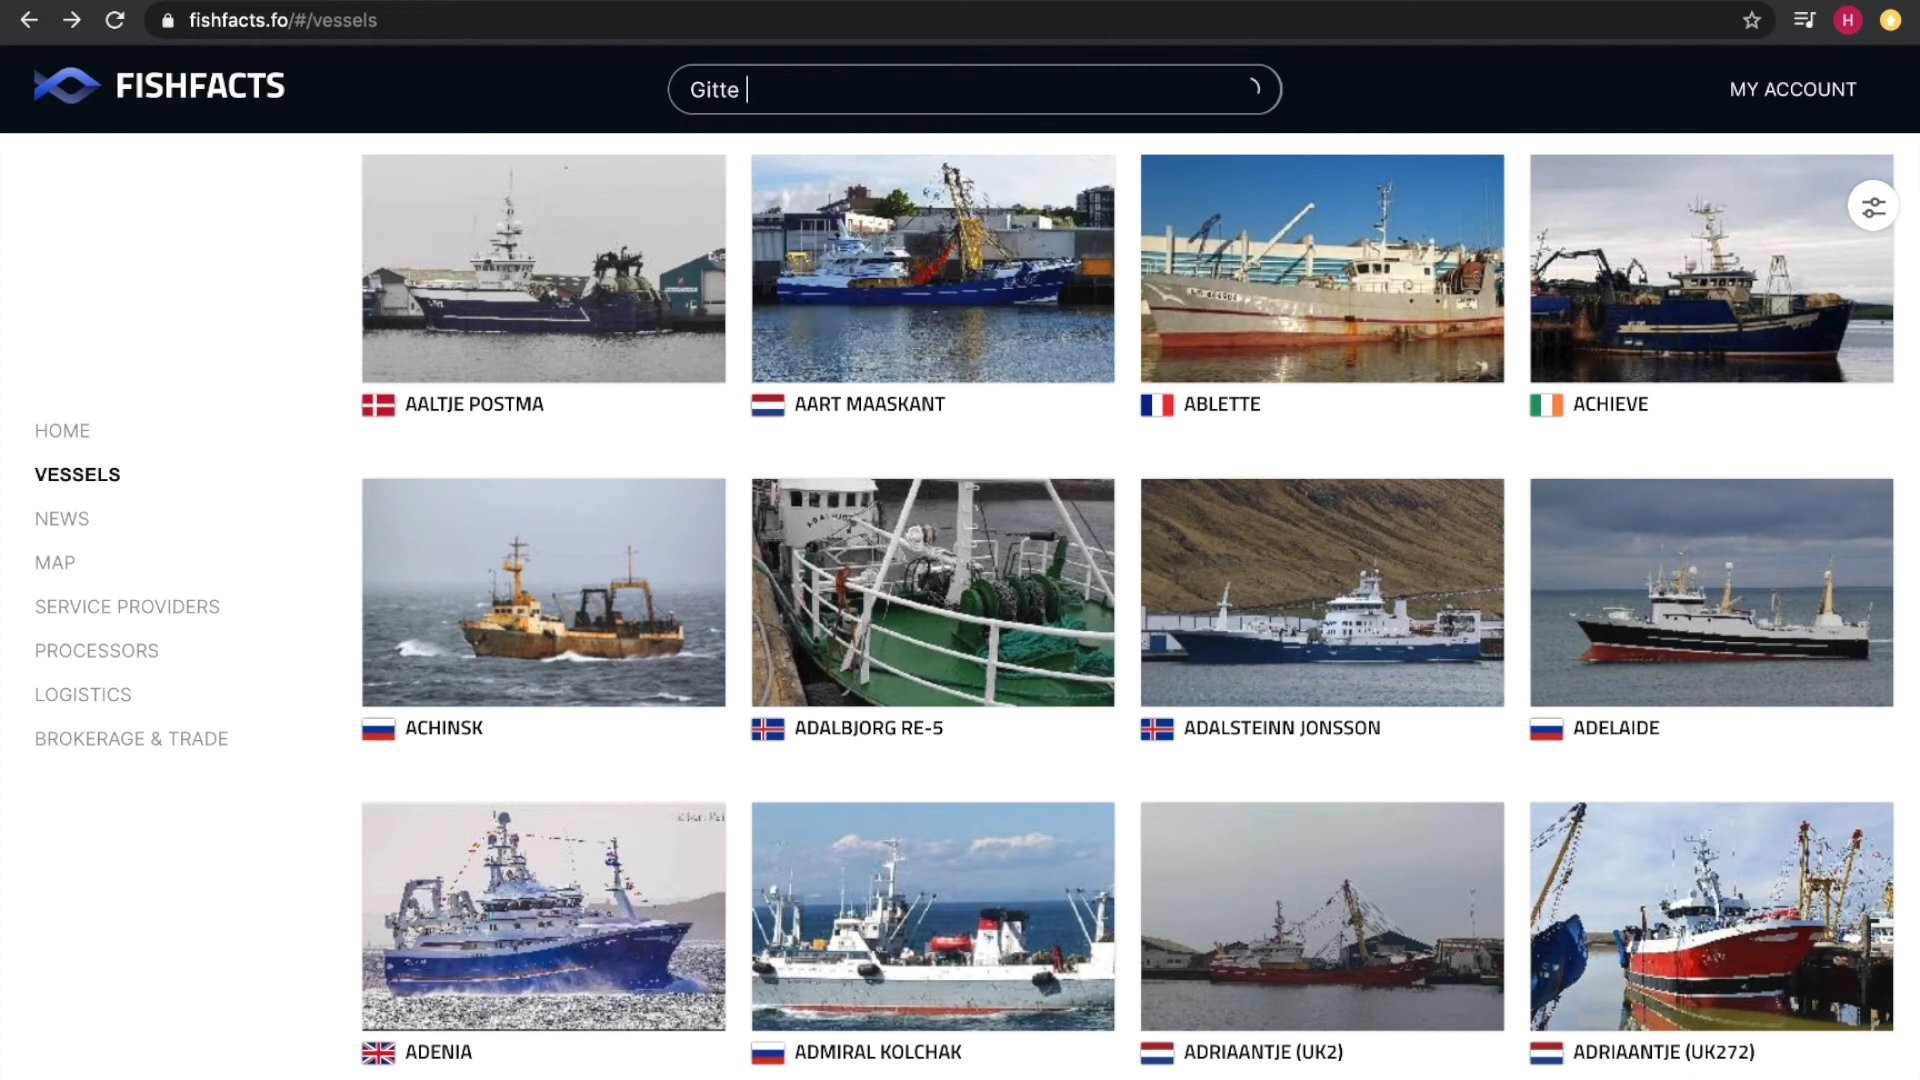 fishfacts.fo/#/vessels
H
FISHFACTS
Gitte
MY ACCOUNT
AALTJE POSTMA
AART MAASKANT
ABLETTE
ACHIEVE
HOME
VESSELS
NEWS
MAP
SERVICE PROVIDERS
PROCESSORS
LOGISTICS
BROKERAGE & TRADE
ACHINSK
ADALBJORG RE-5
ADALSTEINN JONSSON
ADELAIDE
ADENIA
ADMIRAL KOLCHAK
ADRIAANTJE (UK2)
ADRIAANTJE (UK272)